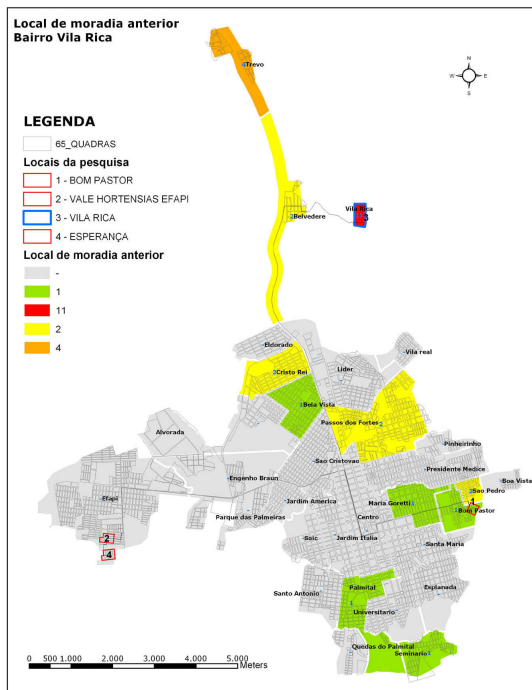 Local de moradia anterior
Bairro Vila Rica
N
W E
S
LEGENDA
65_QUADRAS
Locais da pesquisa
1 - BOM PASTOR
2 - VALE HORTENSIAS EFAPI
3 - VILA RICA
4 - ESPERANÇA
Local de moradia anterior
-
1
11
2
4
Trevo
Vila Rica
3
Belvedere
Eldorado
Vila real
Lider
Cristo Rei
Bela Vista
Passos dos Fortes
Alvorada
Pinheirinho
Sao Cristovao
Presidente Medice
Engenho Braun
Boa Vista
Efapi
Jardim America
Maria Goretti
Sao Pedro
1
Parque das Palmeiras
Centro
Bom Pastor
2
Saic
Jardim Italia
Santa Maria
4
Santo Antonio
Palmital
Esplanada
Universitario
Quedas do Palmital
Seminario
0 500 1.000 2.000 3.000 4.000 5.000
Meters